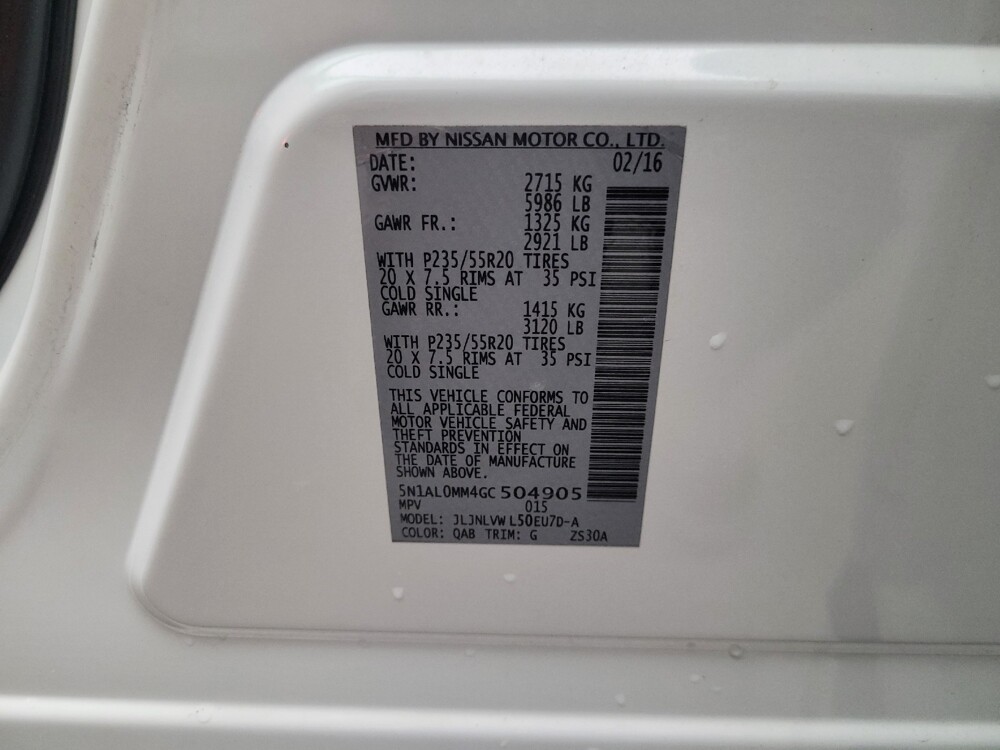 MFD BY NISSAN MOTOR CO., LTD.
DATE: 02/16
GVWR: 2715 KG
5986 LB
GAWR FR.: 1325 KG
2921 LB
WITH P235/55R20 TIRES
20 X 7.5 RIMS AT 35 PSI
COLD SINGLE
GAWR RR.: 1415 KG
3120 LB
WITH P235/55R20 TIRES
20 X 7.5 RIMS AT 35 PSI
COLD SINGLE
THIS VEHICLE CONFORMS TO
ALL APPLICABLE FEDERAL
MOTOR VEHICLE SAFETY AND
THEFT PREVENTION
STANDARDS IN EFFECT ON
THE DATE OF MANUFACTURE
SHOWN ABOVE.
5N1AL0MM4GC504905
MPV 015
MODEL: JLJNLVW L50EU7D-A
COLOR: QAB TRIM: G ZS30A